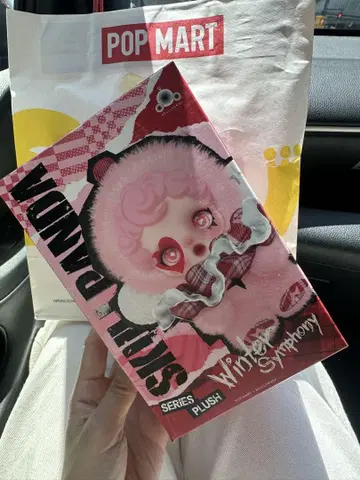 POP MART
SKULLPANDA
Winter
Symphony
SERIES
PLUSH